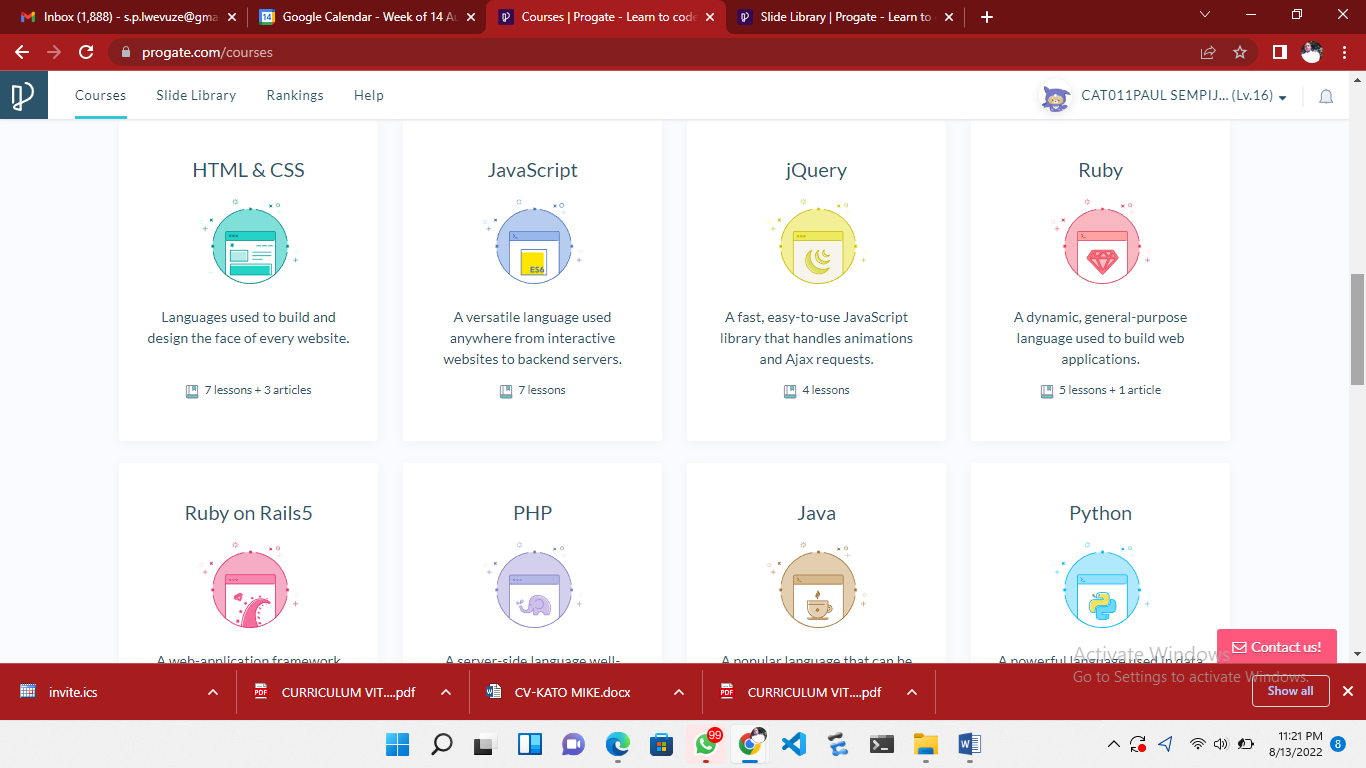 Inbox (1,888) - s.p.lwevuze@gma
Google Calendar - Week of 14 Au
Courses | Progate - Learn to code
Slide Library | Progate - Learn to
progate.com/courses
Courses
Slide Library
Rankings
Help
CAT011PAUL SEMPIJ... (Lv.16)
HTML & CSS
Languages used to build and
design the face of every website.
7 lessons + 3 articles
JavaScript
ES6
A versatile language used
anywhere from interactive
websites to backend servers.
7 lessons
jQuery
A fast, easy-to-use JavaScript
library that handles animations
and Ajax requests.
4 lessons
Ruby
A dynamic, general-purpose
language used to build web
applications.
5 lessons + 1 article
Ruby on Rails5
A web-application framework
PHP
A server-side language well-
Java
A popular language that can be
Python
A powerful language used in data
Contact us!
Activate Windows
Go to Settings to activate Windows.
invite.ics
CURRICULUM VIT....pdf
CV-KATO MIKE.docx
CURRICULUM VIT....pdf
Show all
99
11:21 PM
8/13/2022
8